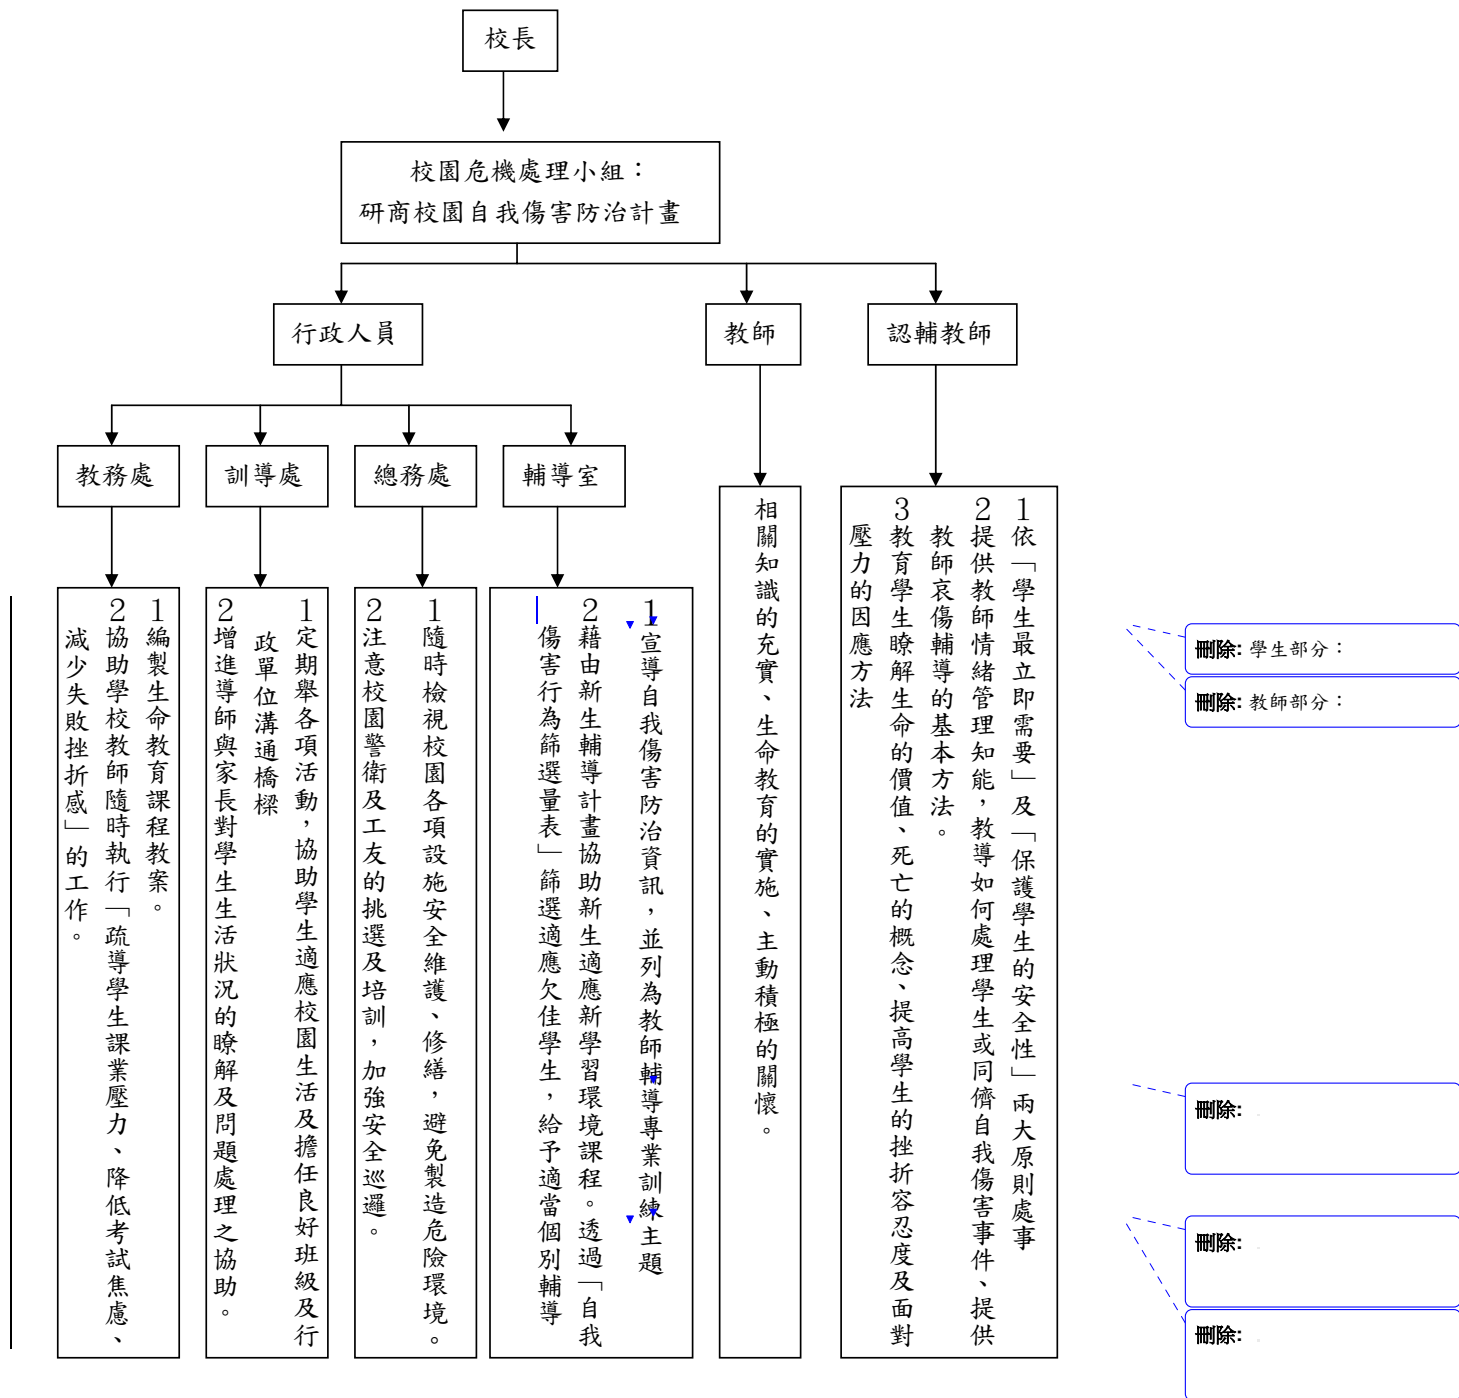 校長
校園危機處理小組：
研商校園自我傷害防治計畫
行政人員
教師
認輔教師
教務處
訓導處
總務處
輔導室
1編製生命教育課程教案。
2協助學校教師隨時執行「疏導學生課業壓力、降低考試焦慮、
減少失敗挫折感」的工作。
1定期舉各項活動，協助學生適應校園生活及擔任良好班級及行
政單位溝通橋樑
2增進導師與家長對學生生活狀況的瞭解及問題處理之協助。
1隨時檢視校園各項設施安全維護、修繕，避免製造危險環境。
2注意校園警衛及工友的挑選及培訓，加強安全巡邏。
1宣導自我傷害防治資訊，並列為教師輔導專業訓練主題
2藉由新生輔導計畫協助新生適應新學習環境課程。透過「自我
傷害行為篩選量表」篩選適應欠佳學生，給予適當個別輔導
相關知識的充實、生命教育的實施、主動積極的關懷。
1依「學生最立即需要」及「保護學生的安全性」兩大原則處事
2提供教師情緒管理知能，教導如何處理學生或同儕自我傷害事件、提供
教師哀傷輔導的基本方法。
3教育學生瞭解生命的價值、死亡的概念、提高學生的挫折容忍度及面對
壓力的因應方法
刪除: 學生部分：
刪除: 教師部分：
刪除:
刪除:
刪除: